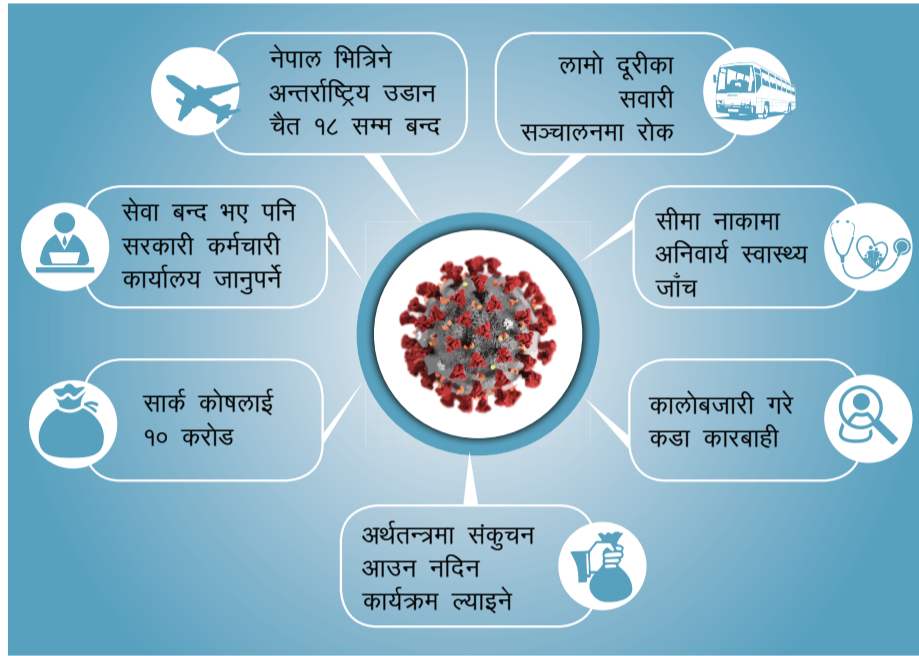 नेपाल भित्रिने
अन्तर्राष्ट्रिय उडान
चैत १८ सम्म बन्द
लामो दूरीका
सवारी
सञ्चालनमा रोक
सेवा बन्द भए पनि
सरकारी कर्मचारी
कार्यालय जानुपर्ने
सीमा नाकामा
अनिवार्य स्वास्थ्य
जाँच
सार्क कोषलाई
१० करोड
कालोबजारी गरे
कडा कारबाही
अर्थतन्त्रमा संकुचन
आउन नदिन
कार्यक्रम ल्याइने